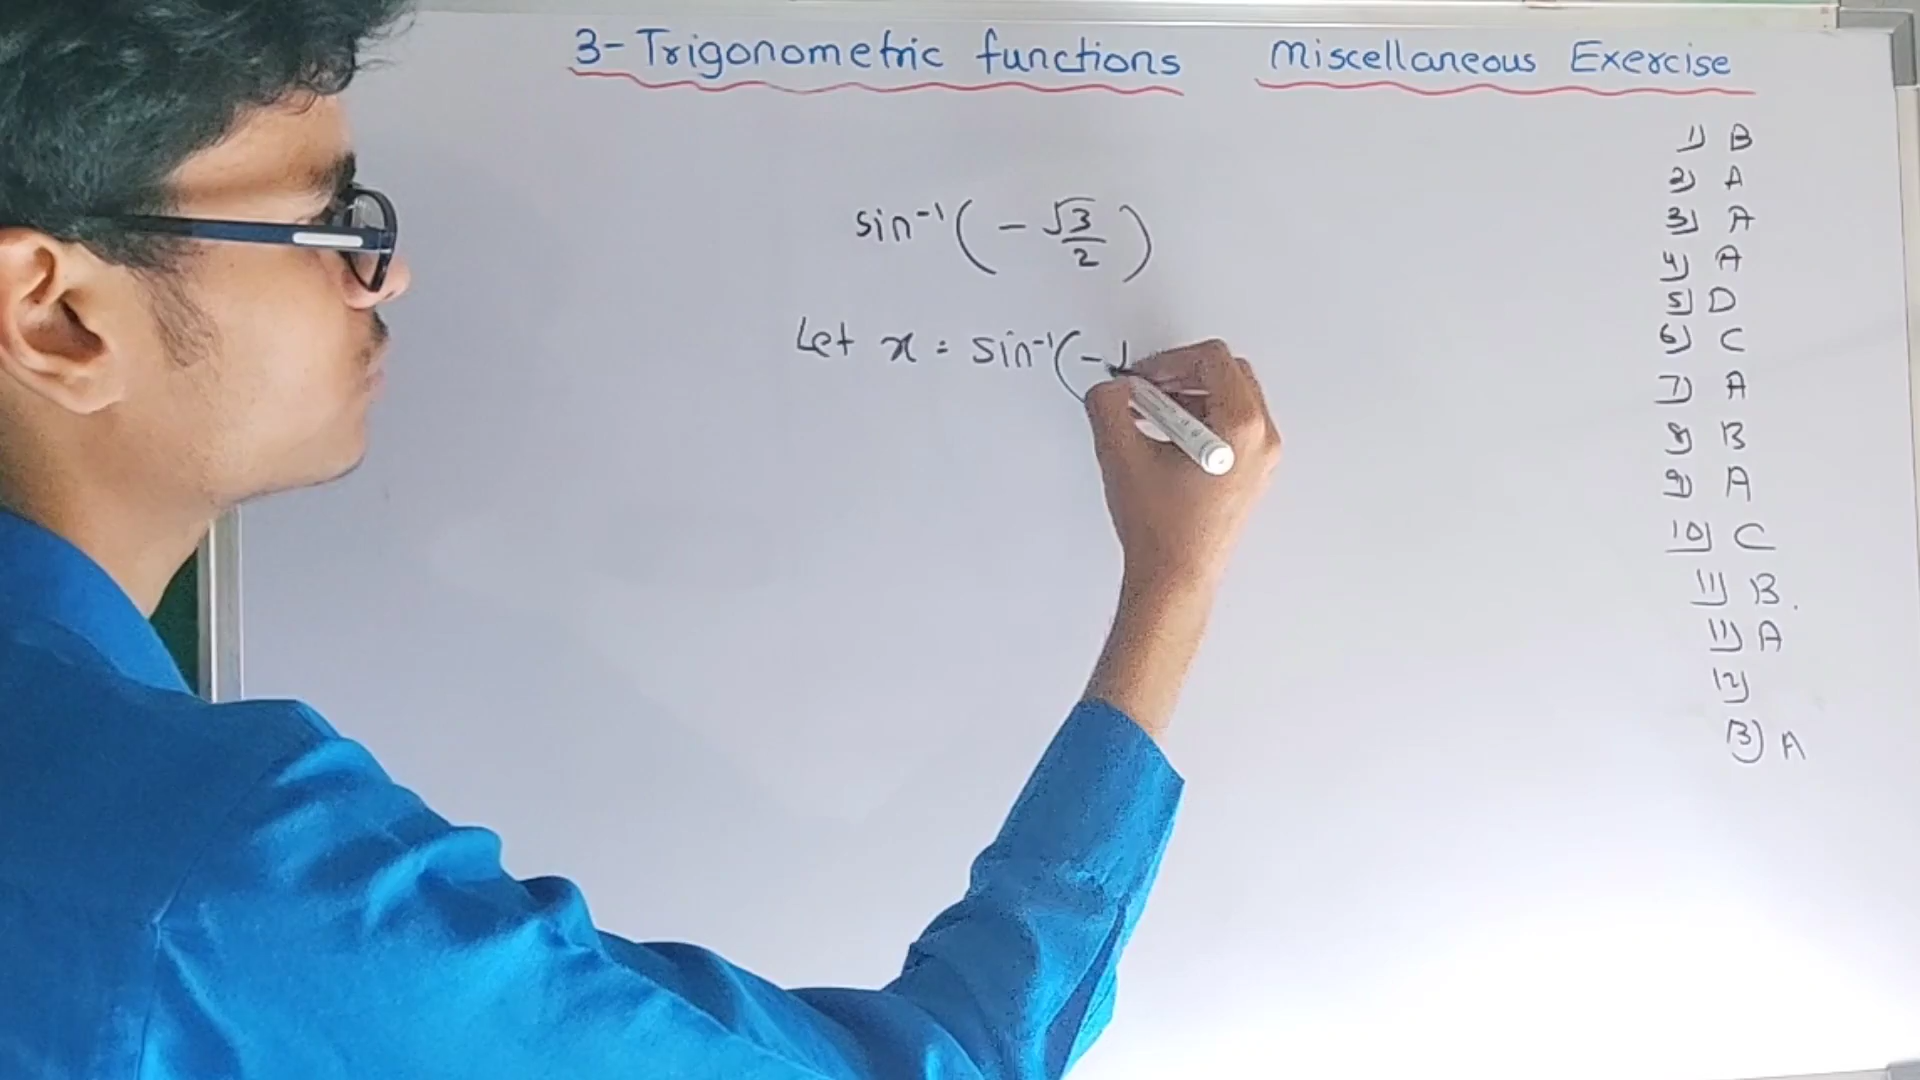 3- Trigonometric functions Miscellaneous Exercise
sin⁻¹(-√3/2)
Let x = sin⁻¹(-√
1) B
2) A
3) A
4) A
5) D
6) C
7) A
8) B
9) A
10) C
11) B.
11) A
12)
13) A